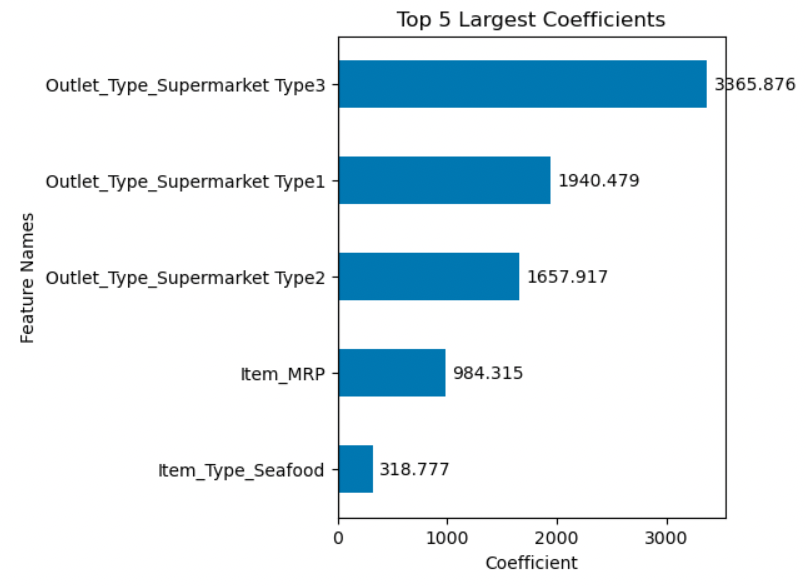 Top 5 Largest Coefficients
Outlet_Type_Supermarket Type3
3365.876
Outlet_Type_Supermarket Type1
1940.479
Outlet_Type_Supermarket Type2
1657.917
Item_MRP
984.315
Item_Type_Seafood
318.777
Feature Names
0
1000
2000
3000
Coefficient